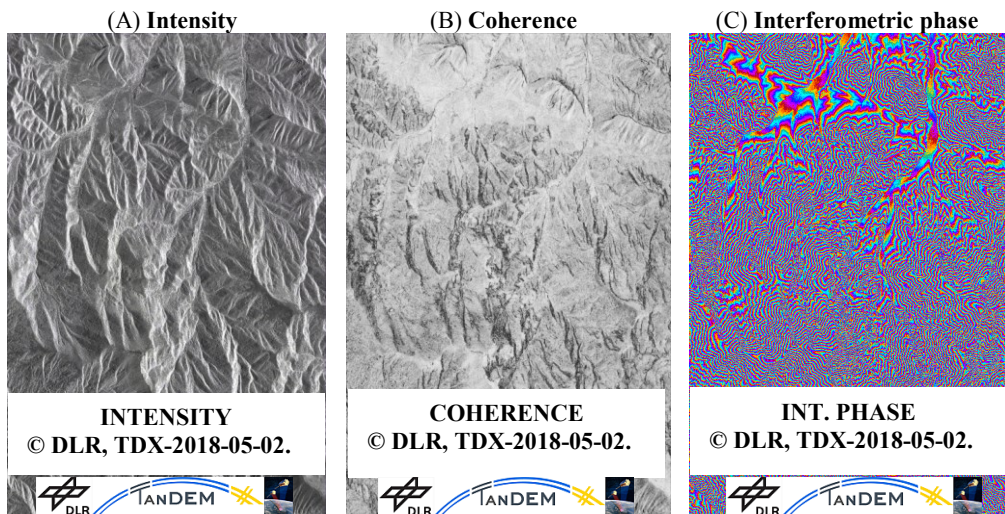 (A) Intensity
(B) Coherence
(C) Interferometric phase
INTENSITY
© DLR, TDX-2018-05-02.
COHERENCE
© DLR, TDX-2018-05-02.
INT. PHASE
© DLR, TDX-2018-05-02.
DLR
TANDEM
DLR
TANDEM
DLR
TANDEM